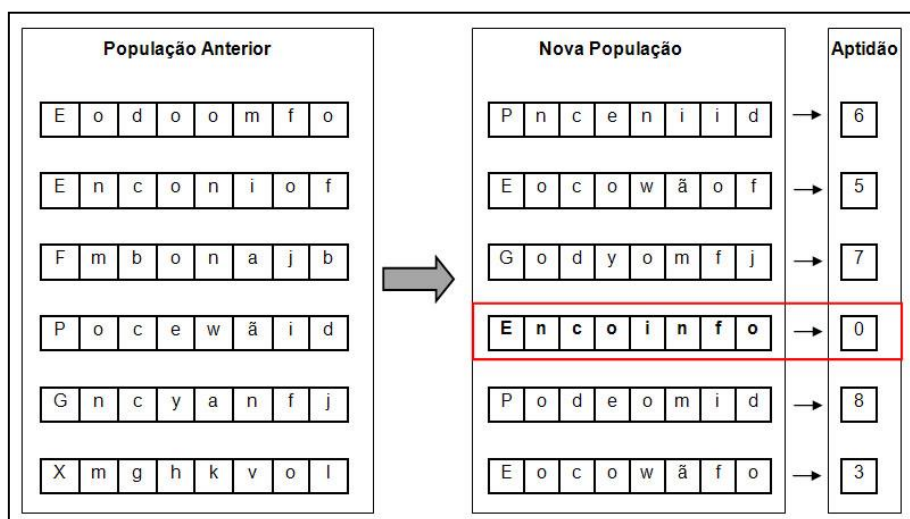 População Anterior Nova População Aptidão
E o d o o m f o P n c e n i i d 6
E n c o n i o f E o c o w ã o f 5
F m b o n a j b G o d y o m f j 7
P o c e w ã i d E n c o i n f o 0
G n c y a n f j P o d e o m i d 8
X m g h k v o l E o c o w ã f o 3